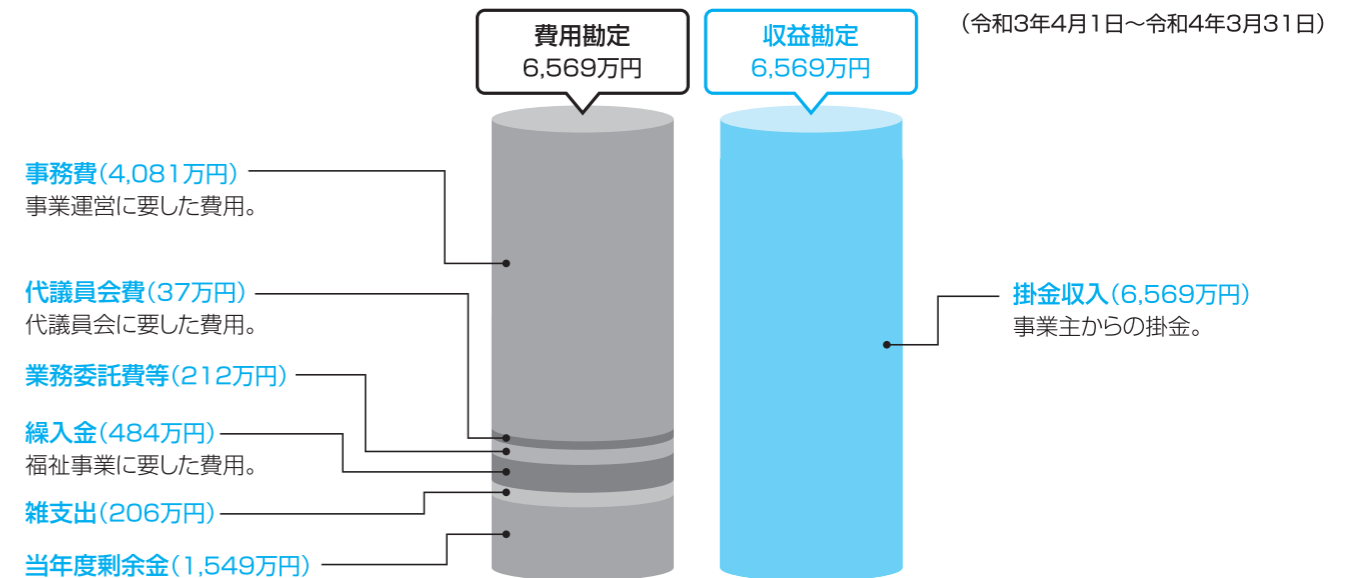 (令和3年4月1日～令和4年3月31日)
費用勘定
6,569万円
収益勘定
6,569万円
事務費(4,081万円)
事業運営に要した費用。
代議員会費(37万円)
代議員会に要した費用。
業務委託費等(212万円)
繰入金(484万円)
福祉事業に要した費用。
雑支出(206万円)
当年度剰余金(1,549万円)
掛金収入(6,569万円)
事業主からの掛金。